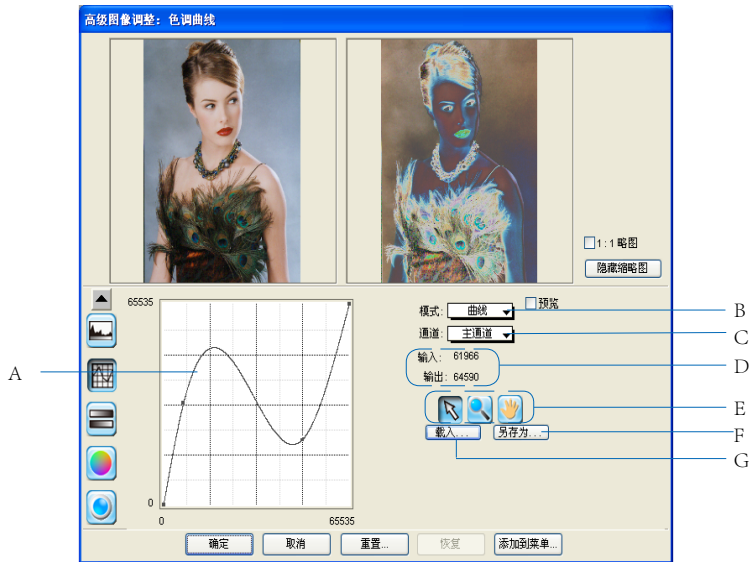 高级图像调整：色调曲线
1:1 略图
隐藏缩略图
65535
模式: 曲线
预览
B
通道: 主通道
C
输入: 61966
D
输出: 64590
A
E
载入...
另存为...
F
G
0
0
65535
确定
取消
重置...
恢复
添加到菜单...